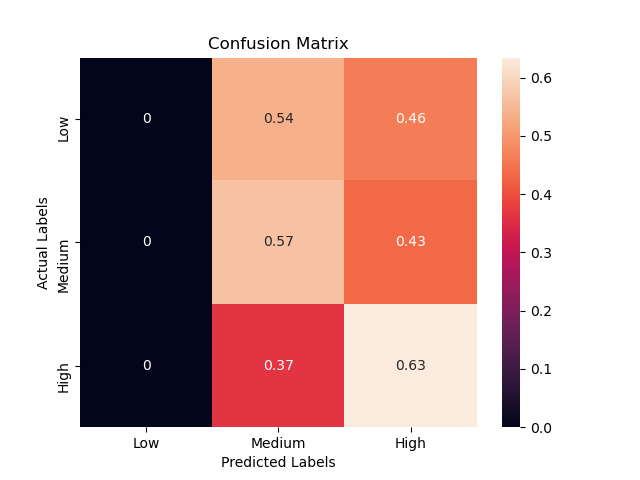 Confusion Matrix
Actual Labels
Low
0 0.54 0.46
Medium
0 0.57 0.43
High
0 0.37 0.63
Low Medium High
Predicted Labels
0.6
0.5
0.4
0.3
0.2
0.1
0.0